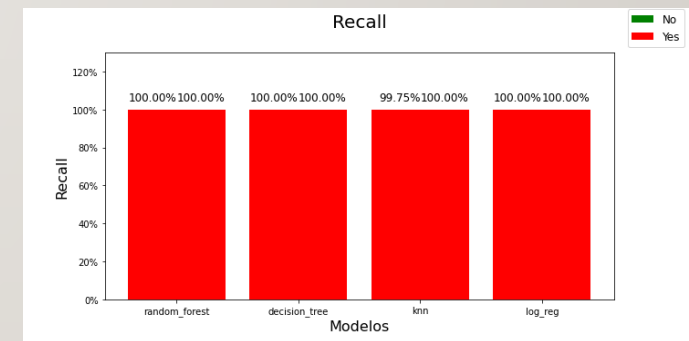 Recall
No
Yes
120%
100%
80%
60%
40%
20%
0%
Recall
100.00% 100.00% 100.00% 100.00% 99.75% 100.00% 100.00% 100.00%
random_forest decision_tree knn log_reg
Modelos